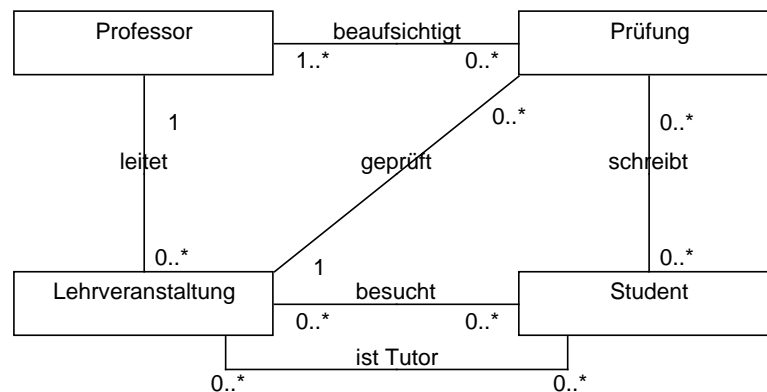 Professor
beaufsichtigt
Prüfung
1..*
0..*
1
0..*
0..*
leitet
geprüft
schreibt
0..*
1
0..*
Lehrveranstaltung
besucht
Student
0..*
0..*
ist Tutor
0..*
0..*